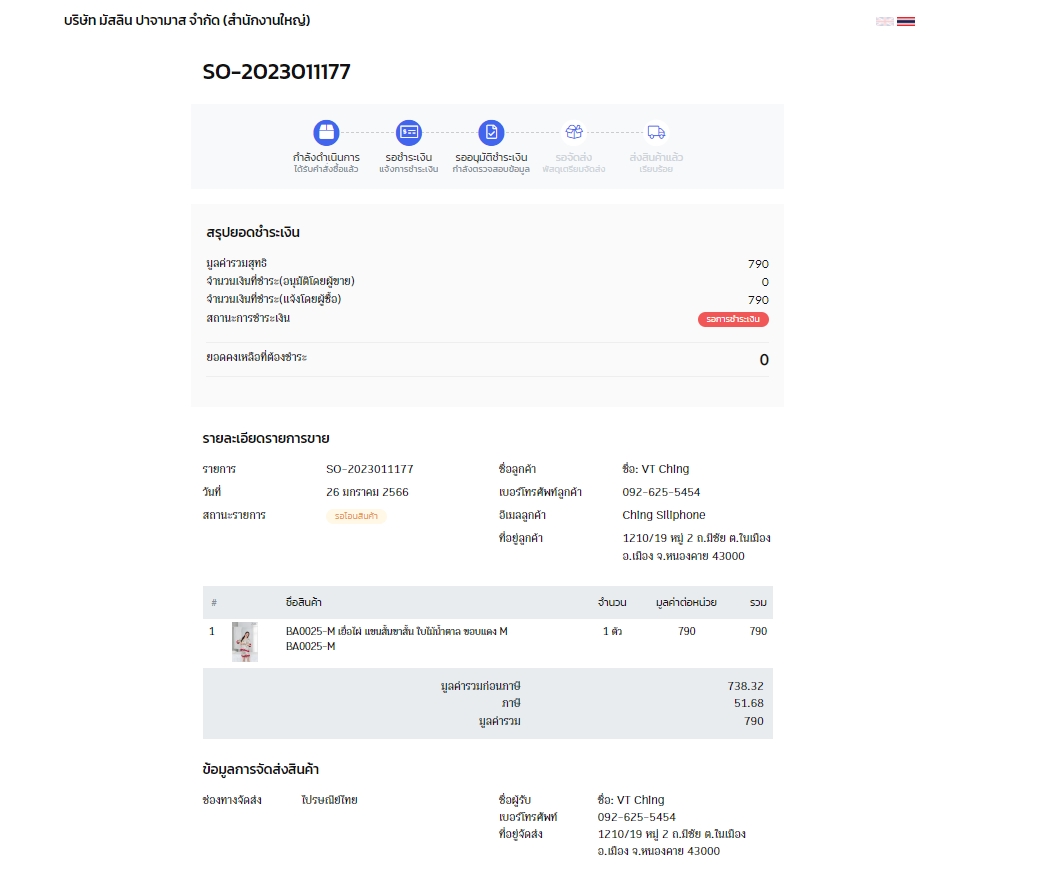 บริษัท มัสลิน ปาจามาส จำกัด (สำนักงานใหญ่)
SO-2023011177
กำลังดำเนินการ รอชำระเงิน รออนุมัติชำระเงิน รอจัดส่ง ส่งสินค้าแล้ว
ได้รับคำสั่งซื้อแล้ว แจ้งการชำระเงิน กำลังตรวจสอบข้อมูล พัสดุเตรียมจัดส่ง เรียบร้อย
สรุปยอดชำระเงิน
มูลค่ารวมสุทธิ 790
จำนวนเงินที่ชำระ(อนุมัติโดยผู้ขาย) 0
จำนวนเงินที่ชำระ(แจ้งโดยผู้ซื้อ) 790
สถานะการชำระเงิน รอการชำระเงิน
ยอดคงเหลือที่ต้องชำระ 0
รายละเอียดรายการขาย
รายการ SO-2023011177 ชื่อลูกค้า ชื่อ: VT Ching
วันที่ 26 มกราคม 2566 เบอร์โทรศัพท์ลูกค้า 092-625-5454
สถานะรายการ รอโอนสินค้า อีเมลลูกค้า Ching Siliphone
ที่อยู่ลูกค้า 1210/19 หมู่ 2 ถ.มีชัย ต.ในเมือง
อ.เมือง จ.หนองคาย 43000
# ชื่อสินค้า จำนวน มูลค่าต่อหน่วย รวม
1 BA0025-M เยื่อไผ่ แขนสั้นขาสั้น ใบไม้น้ำตาล ขอบแดง M 1 ตัว 790 790
BA0025-M
มูลค่ารวมก่อนภาษี 738.32
ภาษี 51.68
มูลค่ารวม 790
ข้อมูลการจัดส่งสินค้า
ช่องทางจัดส่ง ไปรษณีย์ไทย ชื่อผู้รับ ชื่อ: VT Ching
เบอร์โทรศัพท์ 092-625-5454
ที่อยู่จัดส่ง 1210/19 หมู่ 2 ถ.มีชัย ต.ในเมือง
อ.เมือง จ.หนองคาย 43000